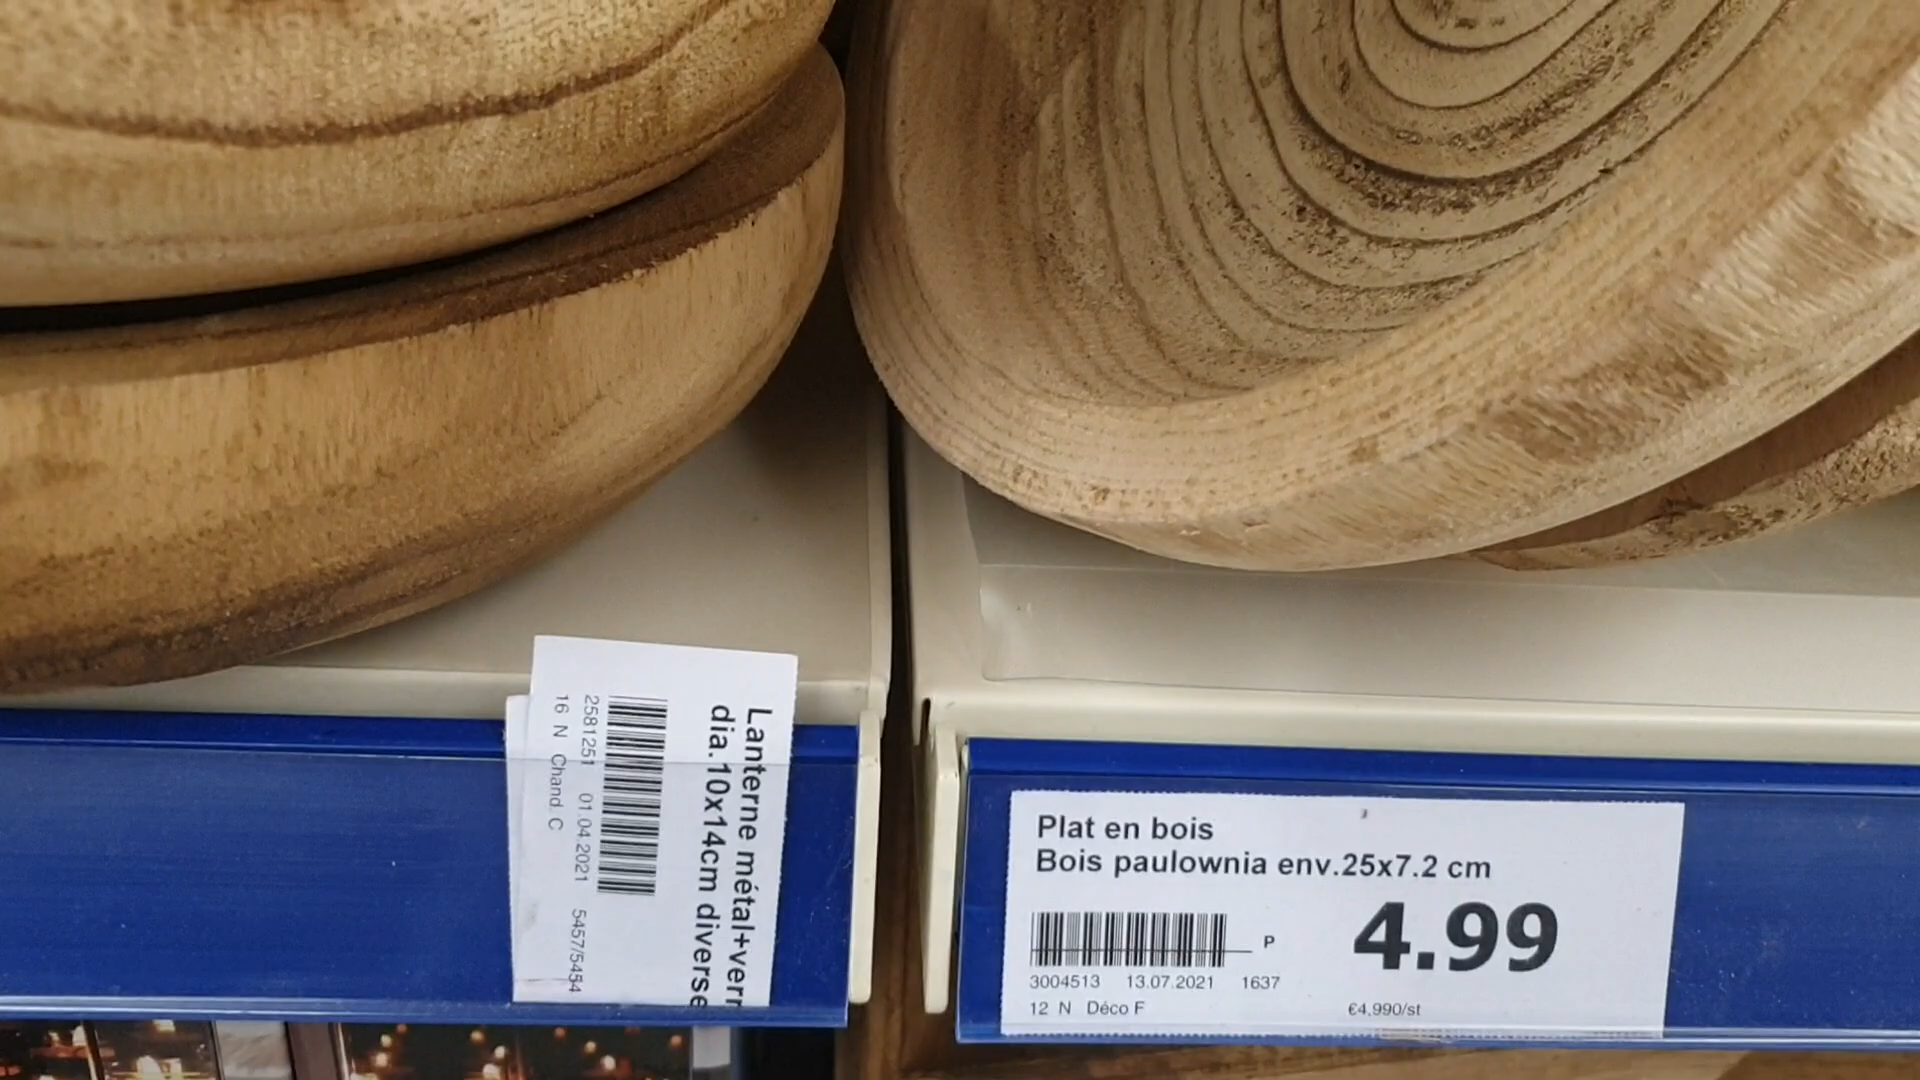 Lanterne métal+verr
dia.10x14cm diverse
2581251 01.04.2021 5457/5454
16 N Chand C
Plat en bois
Bois paulownia env.25x7.2 cm
4.99
P
3004513 13.07.2021 1637
12 N Déco F
€4,990/st